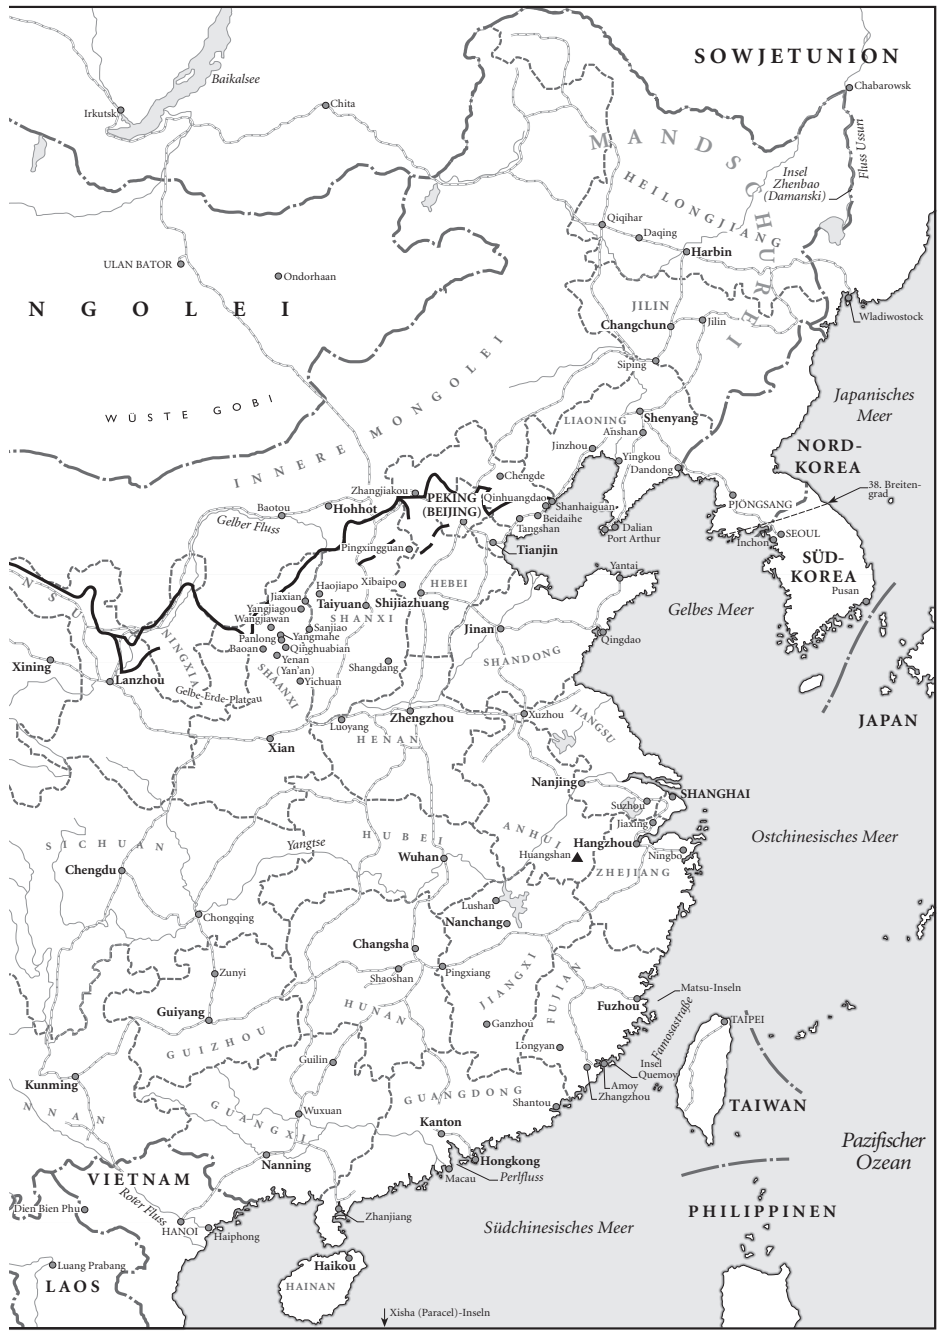 SOWJETUNION
Baikalsee
Chabarowsk
Irkutsk
Chita
MANDSCHUREI
Fluss Ussuri
Insel
Zhenbao
(Damanski)
HEILONGJIANG
Qiqihar
Daqing
Harbin
ULAN BATOR
Ondorhaan
NGOLEI
JILIN
Changchun
Jilin
Wladiwostock
Siping
WÜSTE GOBI
INNERE MONGOLEI
Japanisches
Meer
LIAONING
Shenyang
Anshan
Jinzhou
Yingkou
Dandong
NORD-
KOREA
38. Breiten-
grad
Chengde
Zhangjiakou
PEKING
(BEIJING)
Qinhuangdao
Shanhaiguan
Beidaihe
Tangshan
Baotou
Hohhot
Gelber Fluss
PJÖNGSANG
Dalian
Port Arthur
SEOUL
Inchon
Pingxingguan
Tianjin
SÜD-
KOREA
Yantai
Pusan
NS
Haojiapo
Xibaipo
HEBEI
Jiaxian
Yangjiagou
Taiyuan
Shijiazhuang
Wangjiawan
SHANXI
Gelbes Meer
Sanjiao
Panlong
Yangmahe
Baoan
Qinghuabian
Jinan
Qingdao
NINGXIA
Yenan
(Yan'an)
Shangdang
SHANDONG
Xining
Lanzhou
SHAANXI
Yichuan
Gelbe-Erde-Plateau
Luoyang
Zhengzhou
Xuzhou
JIANGSU
JAPAN
Xian
HENAN
Nanjing
SHANGHAI
Suzhou
Jiaxing
SICHUAN
Yangtse
HUBEI
ANHUI
Ostchinesisches Meer
Wuhan
Huangshan
Hangzhou
Ningbo
Chengdu
ZHEJIANG
Lushan
Chongqing
Nanchang
Changsha
Zunyi
Shaoshan
Pingxiang
JIANGXI
FUJIAN
Matsu-Inseln
Guiyang
HUNAN
Fuzhou
Famosastraße
TAIPEI
Ganzhou
GUIZHOU
Longyan
Guilin
Insel
Quemoy
Kunming
Amoy
Zhangzhou
GUANGDONG
NNAN
GUANGXI
Wuxuan
Shantou
TAIWAN
Kanton
Pazifischer
Ozean
Nanning
Hongkong
Macau
Perlfluss
VIETNAM
Roter Fluss
Dien Bien Phu
PHILIPPINEN
HANOI
Haiphong
Zhanjiang
Südchinesisches Meer
Luang Prabang
LAOS
Haikou
HAINAN
Xisha (Paracel)-Inseln